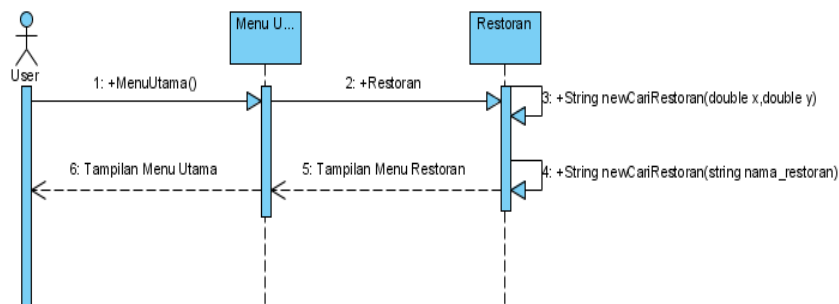 Menu U...
Restoran
User
1: +MenuUtama()
2: +Restoran
3: +String newCariRestoran(double x,double y)
6: Tampilan Menu Utama
5: Tampilan Menu Restoran
4: +String newCariRestoran(string nama_restoran)